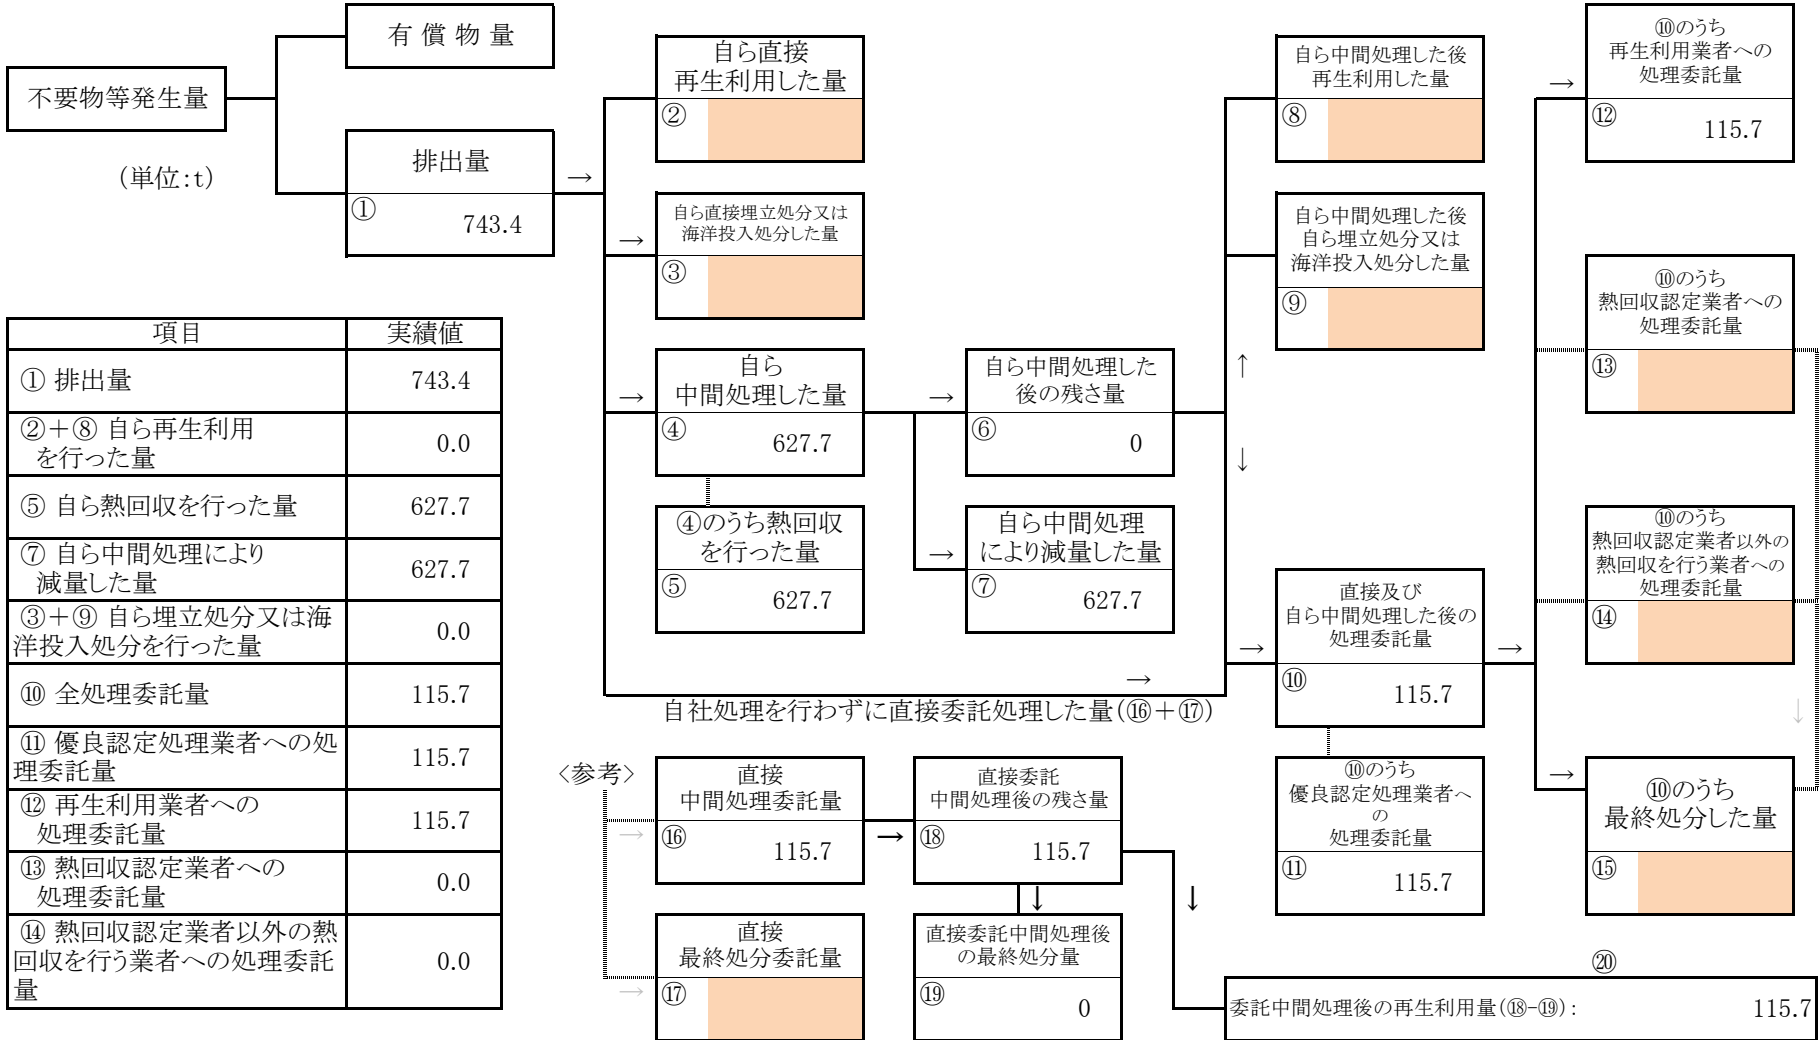 有 償 物 量
不要物等発生量
(単位:t)
排出量
①
743.4
→
自ら直接
再生利用した量
②
→
自ら直接埋立処分又は
海洋投入処分した量
③
→
自ら
中間処理した量
④
627.7
④のうち熱回収
を行った量
⑤
627.7
→
自ら中間処理した
後の残さ量
⑥
0
→
自ら中間処理
により減量した量
⑦
627.7
自ら中間処理した後
再生利用した量
⑧
自ら中間処理した後
自ら埋立処分又は
海洋投入処分した量
⑨
↑
↓
→
直接及び
自ら中間処理した後の
処理委託量
⑩
115.7
⑩のうち
優良認定処理業者へ
の
処理委託量
⑪
115.7
→
→
⑩のうち
再生利用業者への
処理委託量
⑫
115.7
⑩のうち
熱回収認定業者への
処理委託量
⑬
⑩のうち
熱回収認定業者以外の
熱回収を行う業者への
処理委託量
⑭
↓
→
⑩のうち
最終処分した量
⑮
→
自社処理を行わずに直接委託処理した量(⑯+⑰)
<参考>
→
直接
中間処理委託量
⑯
115.7
→
直接委託
中間処理後の残さ量
⑱
115.7
↓
↓
→
直接
最終処分委託量
⑰
直接委託中間処理後
の最終処分量
⑲
0
⑳
委託中間処理後の再生利用量(⑱-⑲):
115.7
項目 実績値
① 排出量 743.4
②+⑧ 自ら再生利用
を行った量 0.0
⑤ 自ら熱回収を行った量 627.7
⑦ 自ら中間処理により
減量した量 627.7
③+⑨ 自ら埋立処分又は海
洋投入処分を行った量 0.0
⑩ 全処理委託量 115.7
⑪ 優良認定処理業者への処
理委託量 115.7
⑫ 再生利用業者への
処理委託量 115.7
⑬ 熱回収認定業者への
処理委託量 0.0
⑭ 熱回収認定業者以外の熱
回収を行う業者への処理委託
量 0.0